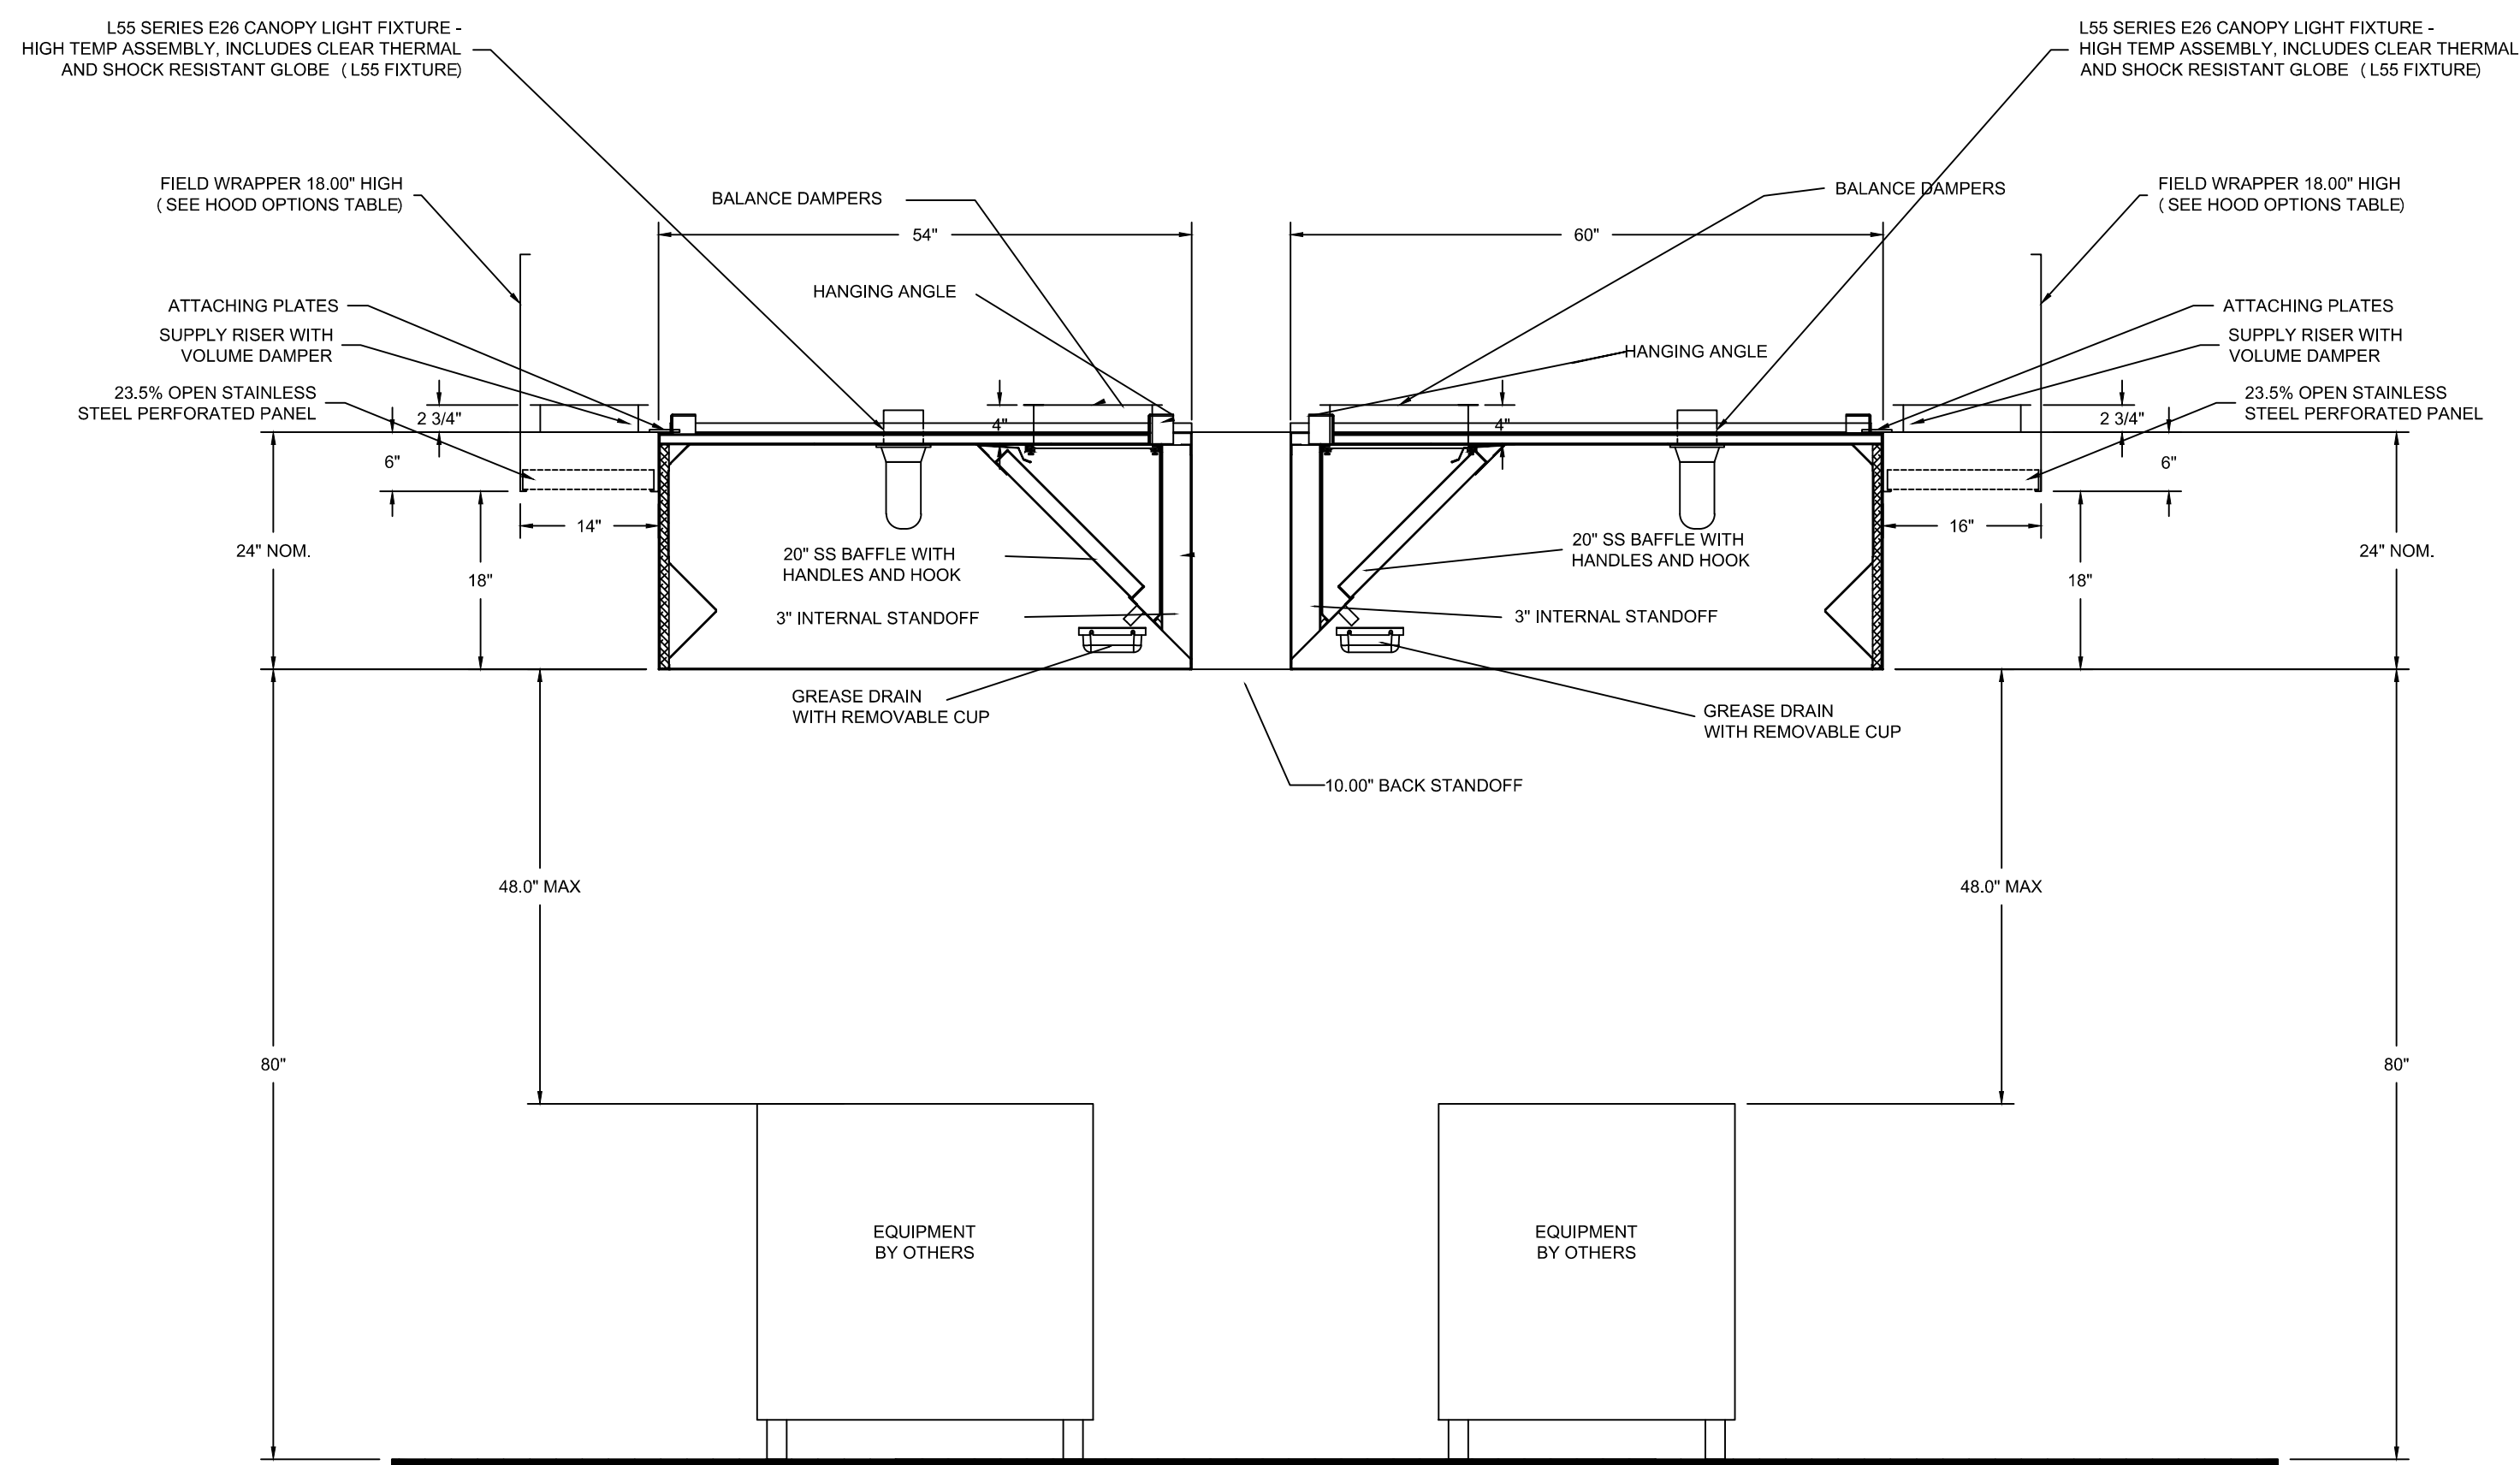 L55 SERIES E26 CANOPY LIGHT FIXTURE -
HIGH TEMP ASSEMBLY, INCLUDES CLEAR THERMAL
AND SHOCK RESISTANT GLOBE (L55 FIXTURE)
L55 SERIES E26 CANOPY LIGHT FIXTURE -
HIGH TEMP ASSEMBLY, INCLUDES CLEAR THERMAL
AND SHOCK RESISTANT GLOBE (L55 FIXTURE)
FIELD WRAPPER 18.00" HIGH
(SEE HOOD OPTIONS TABLE)
BALANCE DAMPERS
BALANCE DAMPERS
FIELD WRAPPER 18.00" HIGH
(SEE HOOD OPTIONS TABLE)
54"
60"
HANGING ANGLE
ATTACHING PLATES
ATTACHING PLATES
SUPPLY RISER WITH
VOLUME DAMPER
HANGING ANGLE
SUPPLY RISER WITH
VOLUME DAMPER
23.5% OPEN STAINLESS
STEEL PERFORATED PANEL
2 3/4"
4"
4"
2 3/4"
23.5% OPEN STAINLESS
STEEL PERFORATED PANEL
6"
6"
14"
16"
24" NOM.
18"
20" SS BAFFLE WITH
HANDLES AND HOOK
20" SS BAFFLE WITH
HANDLES AND HOOK
18"
24" NOM.
3" INTERNAL STANDOFF
3" INTERNAL STANDOFF
GREASE DRAIN
WITH REMOVABLE CUP
GREASE DRAIN
WITH REMOVABLE CUP
10.00" BACK STANDOFF
48.0" MAX
48.0" MAX
80"
80"
EQUIPMENT
BY OTHERS
EQUIPMENT
BY OTHERS